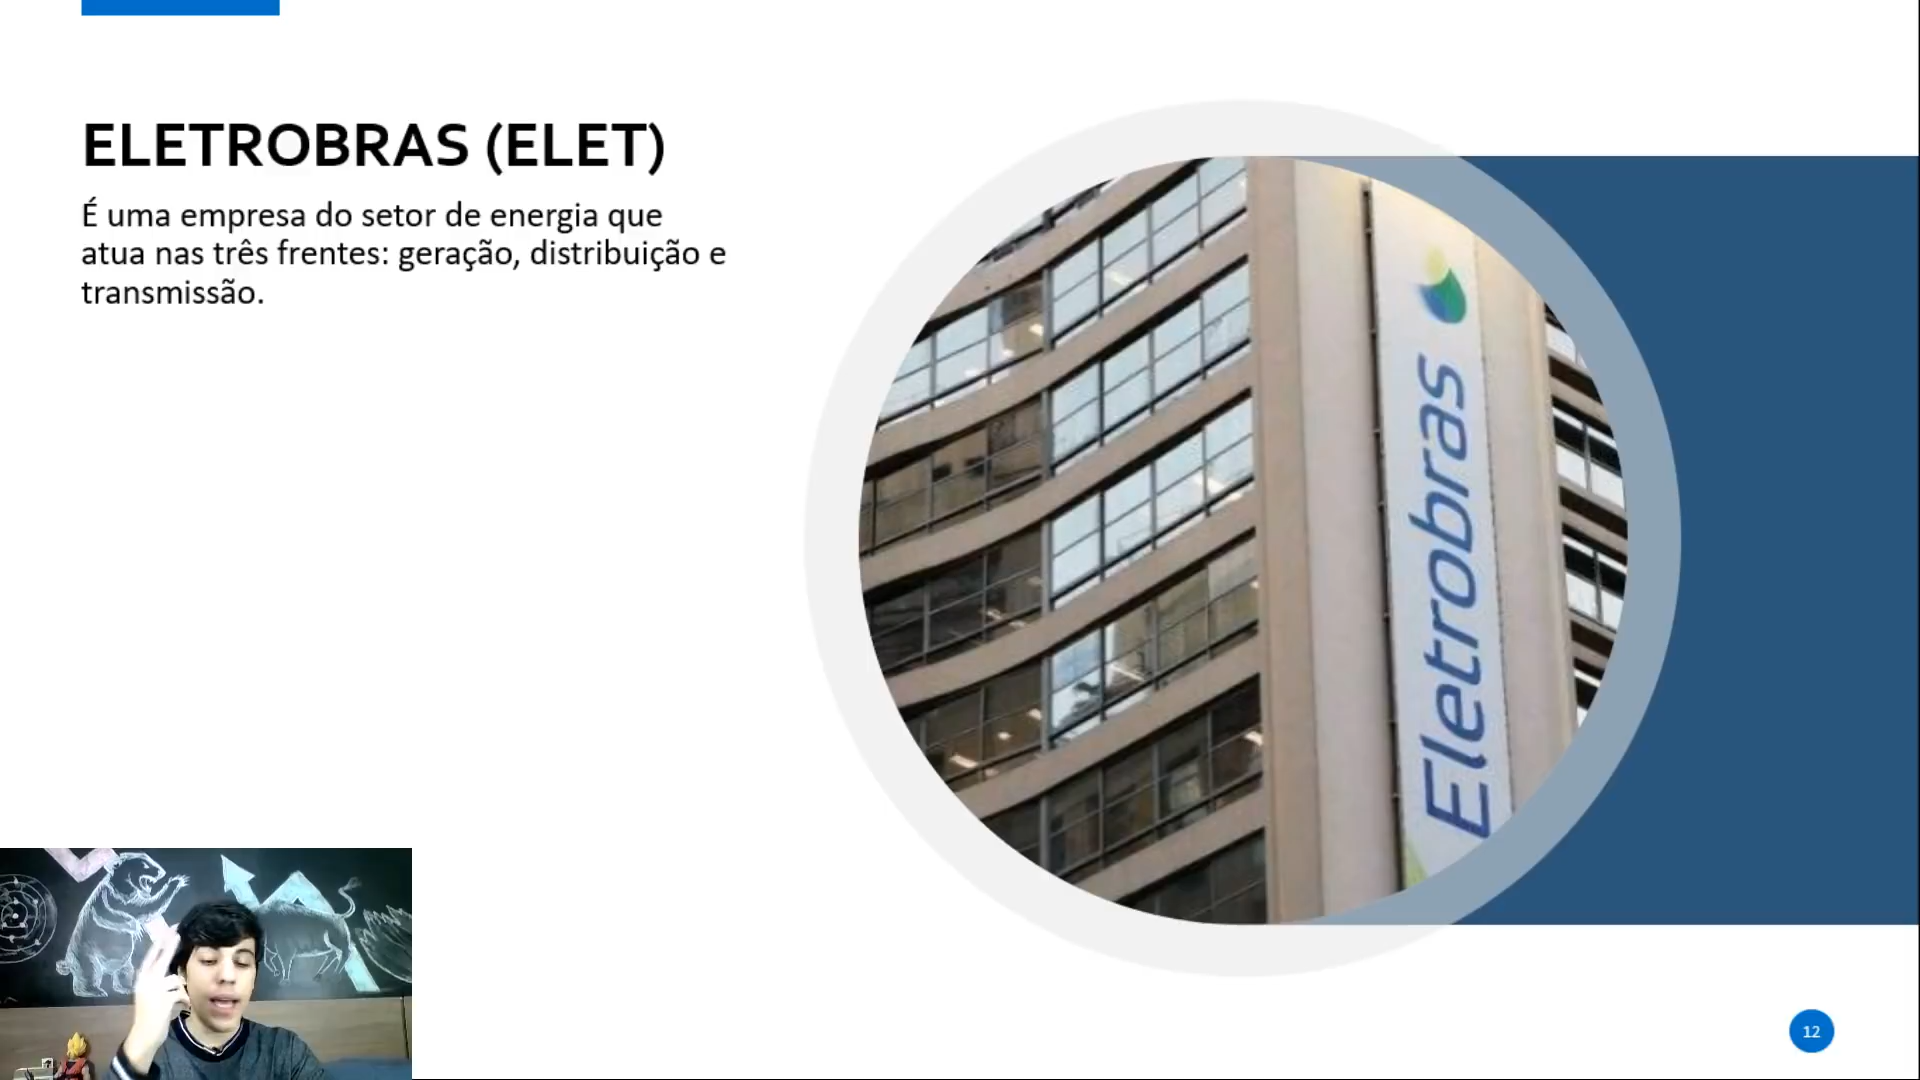 ELETROBRAS (ELET)
É uma empresa do setor de energia que
atua nas três frentes: geração, distribuição e
transmissão.
Eletrobras
12